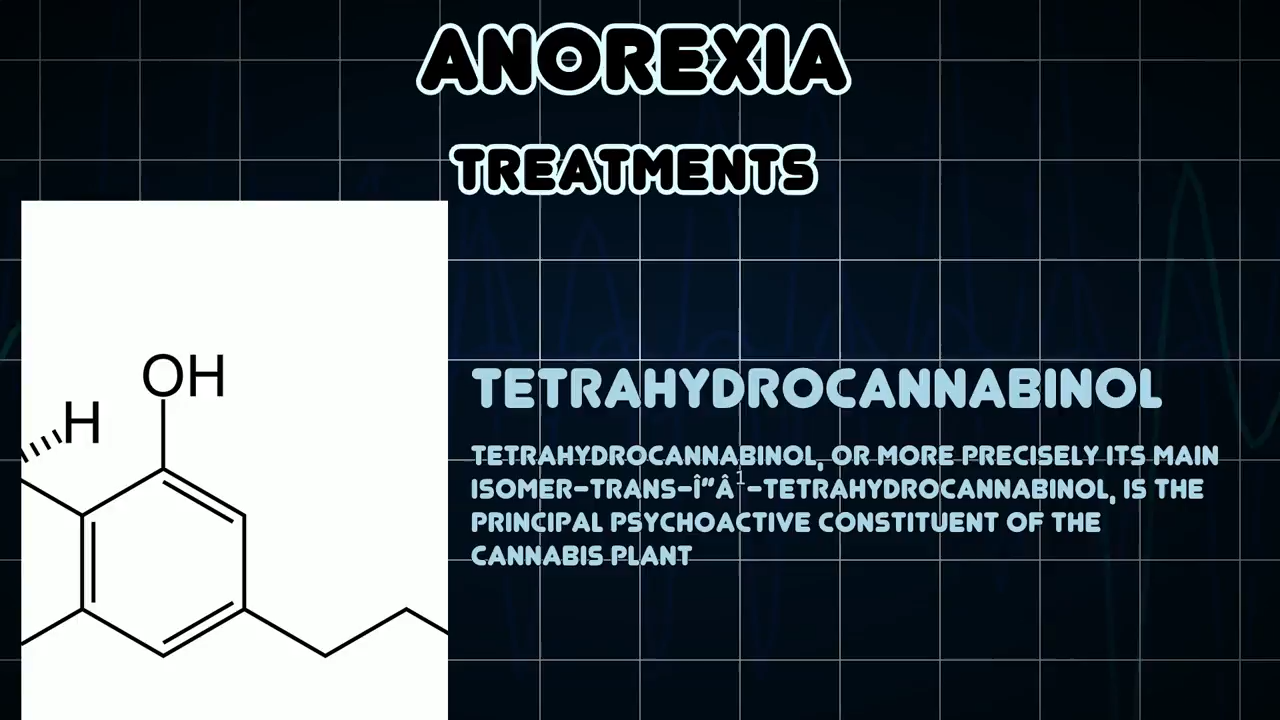 ANOREXIA
TREATMENTS
OH
H
TETRAHYDROCANNABINOL
TETRAHYDROCANNABINOL, OR MORE PRECISELY ITS MAIN
ISOMER-TRANS-Î”Â¹-TETRAHYDROCANNABINOL, IS THE
PRINCIPAL PSYCHOACTIVE CONSTITUENT OF THE
CANNABIS PLANT